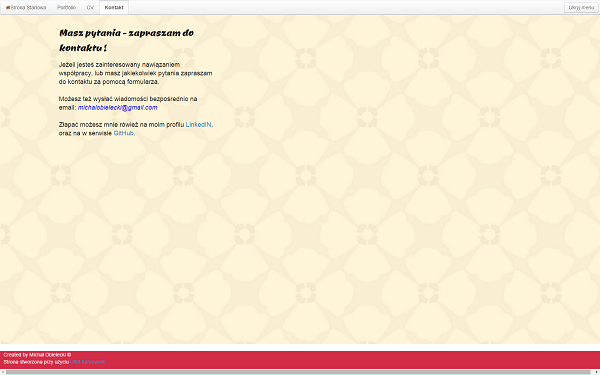 Strona Startowa Portfolio CV Kontakt Ukryj menu
Masz pytania - zapraszam do
kontaktu !
Jeżeli jesteś zainteresowany nawiązaniem
współpracy, lub masz jakiekolwiek pytania zapraszam
do kontaktu za pomocą formularza.
Możesz też wysłać wiadomości bezpośrednio na
email: michalobielecki@gmail.com
Złapać możesz mnie rówież na moim profilu LinkedIN,
oraz na w serwisie GitHub.
Created by Michał Obielecki ©
Strona stworzona przy użyciu